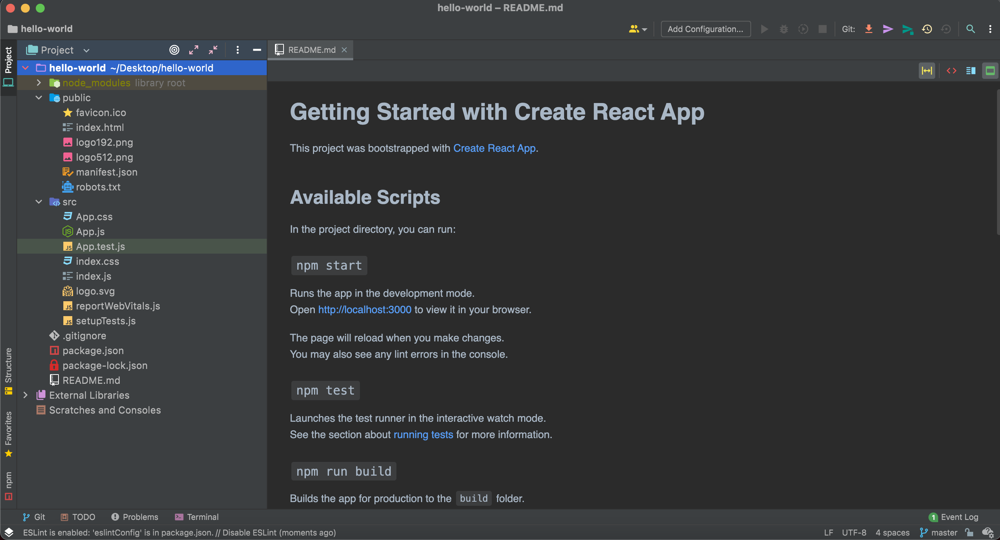 hello-world – README.md
hello-world
Add Configuration...
Git:
Project
Project
README.md
hello-world ~/Desktop/hello-world
node_modules library root
public
favicon.ico
index.html
logo192.png
logo512.png
manifest.json
robots.txt
src
App.css
App.js
App.test.js
index.css
index.js
logo.svg
reportWebVitals.js
setupTests.js
.gitignore
package.json
package-lock.json
README.md
External Libraries
Scratches and Consoles
Structure
Favorites
npm
Getting Started with Create React App
This project was bootstrapped with Create React App.
Available Scripts
In the project directory, you can run:
npm start
Runs the app in the development mode.
Open http://localhost:3000 to view it in your browser.
The page will reload when you make changes.
You may also see any lint errors in the console.
npm test
Launches the test runner in the interactive watch mode.
See the section about running tests for more information.
npm run build
Builds the app for production to the build folder.
Git TODO Problems Terminal
1 Event Log
ESLint is enabled: 'eslintConfig' is in package.json. // Disable ESLint (moments ago)
LF UTF-8 4 spaces master